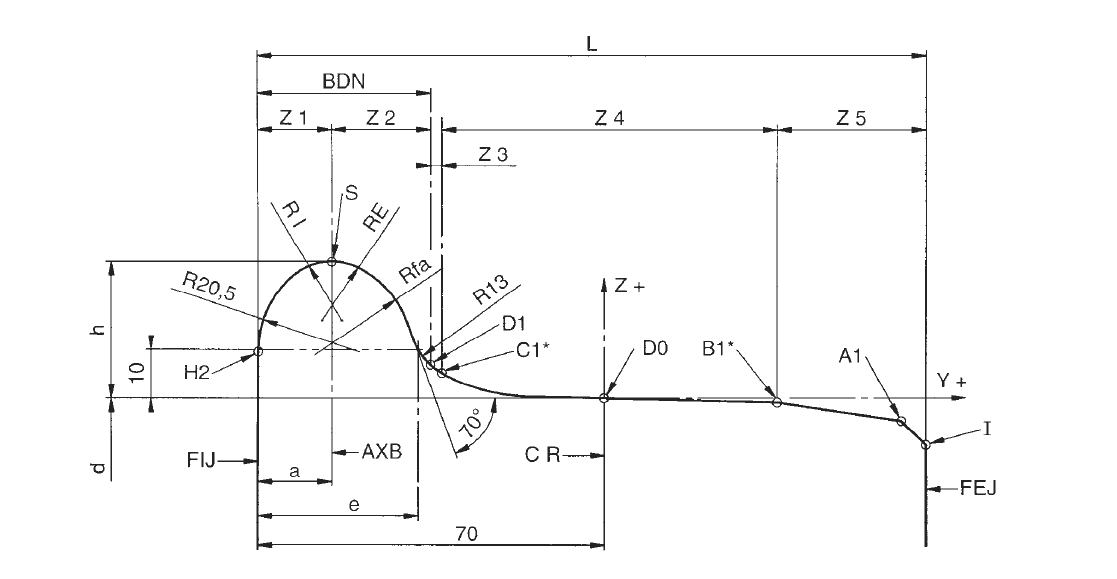 L
BDN
Z 1
Z 2
Z 4
Z 5
Z 3
S
R I
RE
Rfa
R20,5
R13
Z +
D1
C1*
D0
B1*
A1
Y +
h
10
H2
70°
I
d
FIJ
AXB
C R
a
FEJ
e
70